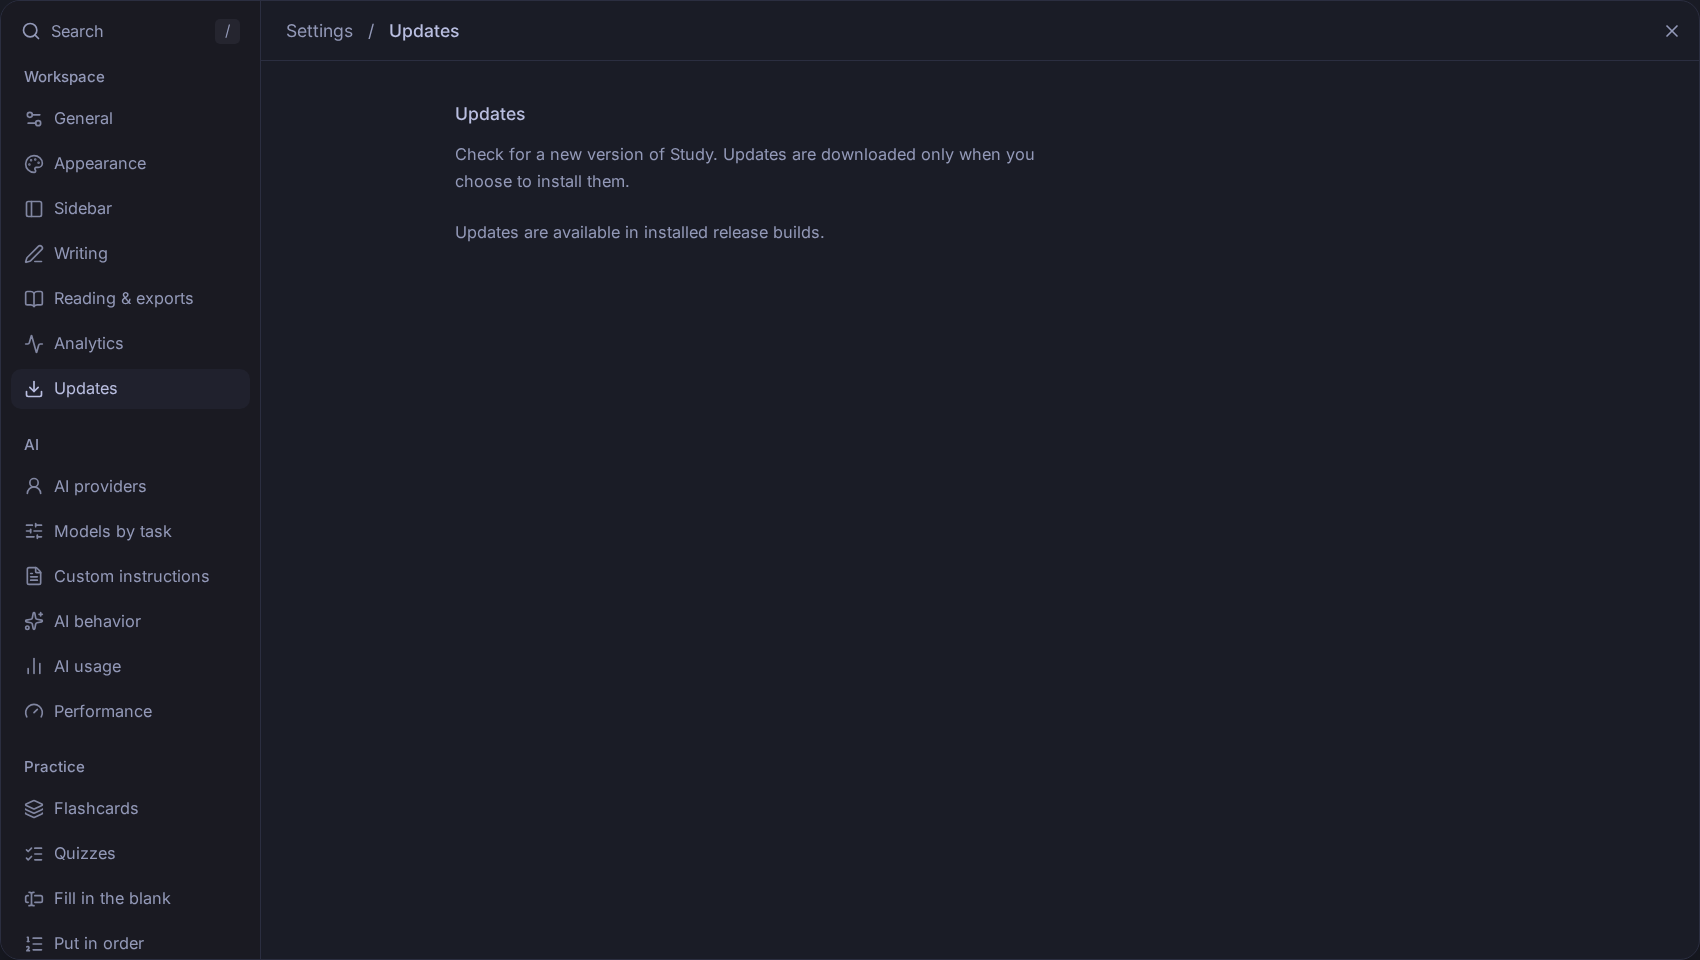 Search /
Settings / Updates
Workspace
General
Appearance
Sidebar
Writing
Reading & exports
Analytics
Updates
AI
AI providers
Models by task
Custom instructions
AI behavior
AI usage
Performance
Practice
Flashcards
Quizzes
Fill in the blank
Put in order
Updates
Check for a new version of Study. Updates are downloaded only when you
choose to install them.
Updates are available in installed release builds.